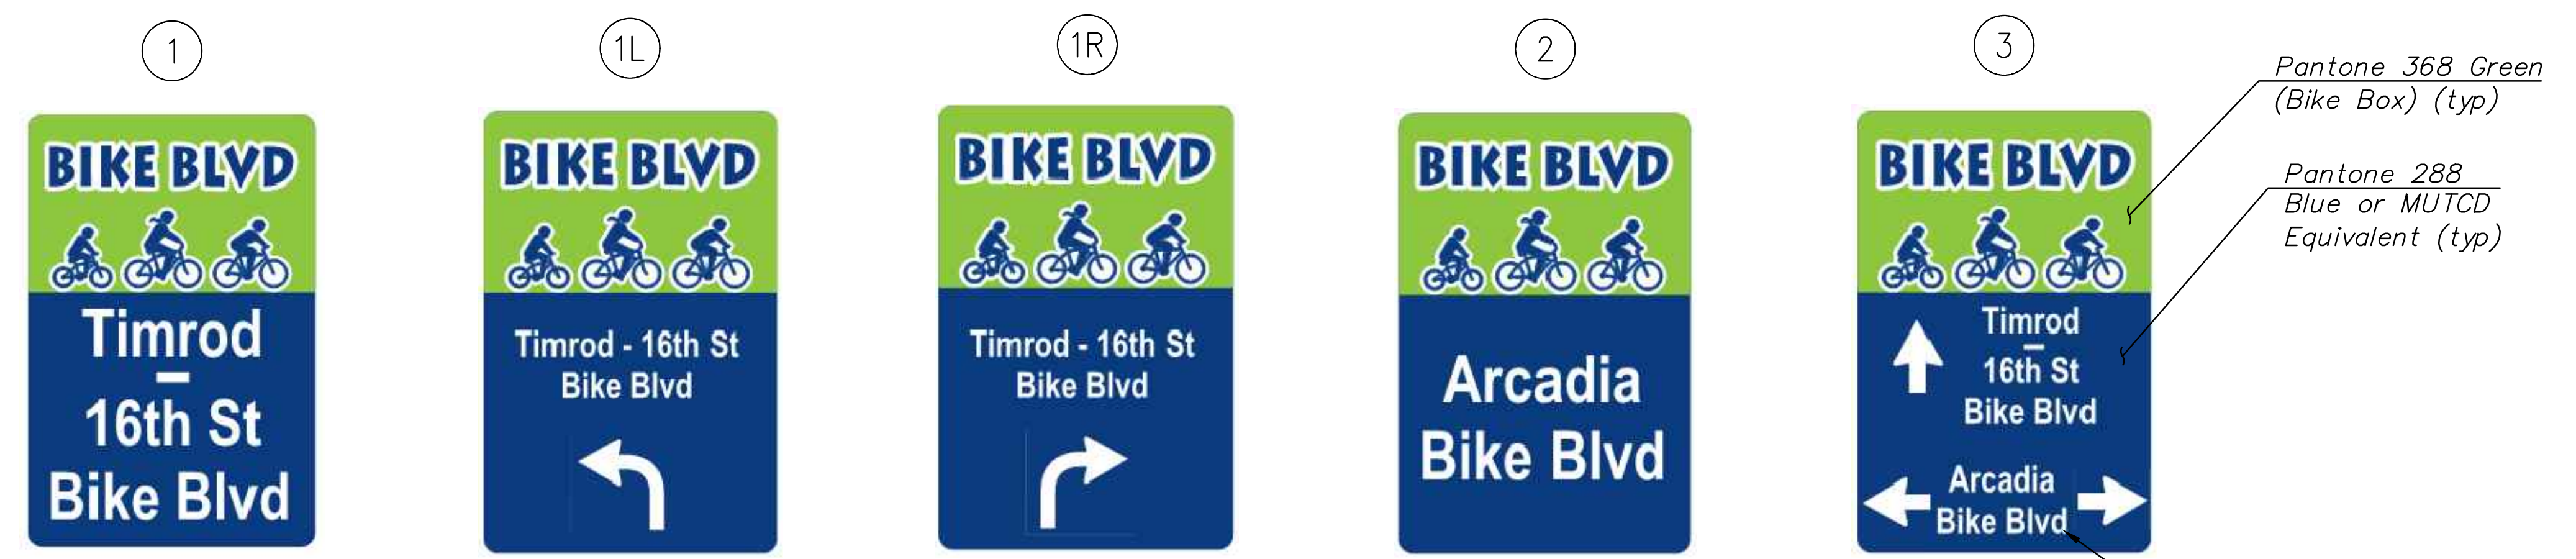 1
BIKE BLVD
Timrod
–
16th St
Bike Blvd
1L
BIKE BLVD
Timrod - 16th St
Bike Blvd
1R
BIKE BLVD
Timrod - 16th St
Bike Blvd
2
BIKE BLVD
Arcadia
Bike Blvd
3
BIKE BLVD
Timrod
–
16th St
Bike Blvd
Arcadia
Bike Blvd
Pantone 368 Green
(Bike Box) (typ)
Pantone 288
Blue or MUTCD
Equivalent (typ)